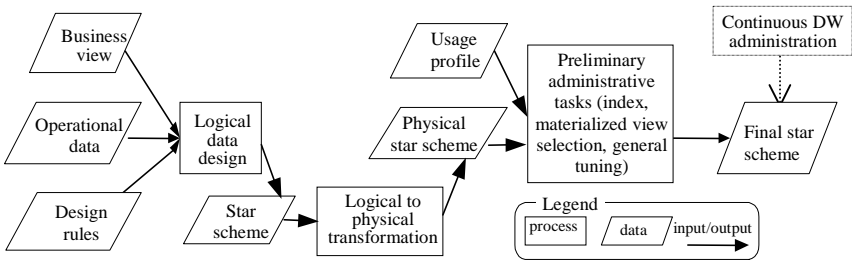 Business
view
Operational
data
Design
rules
Logical
data
design
Star
scheme
Logical to
physical
transformation
Usage
profile
Physical
star scheme
Preliminary
administrative
tasks (index,
materialized view
selection, general
tuning)
Continuous DW
administration
Final star
scheme
Legend
process
data
input/output